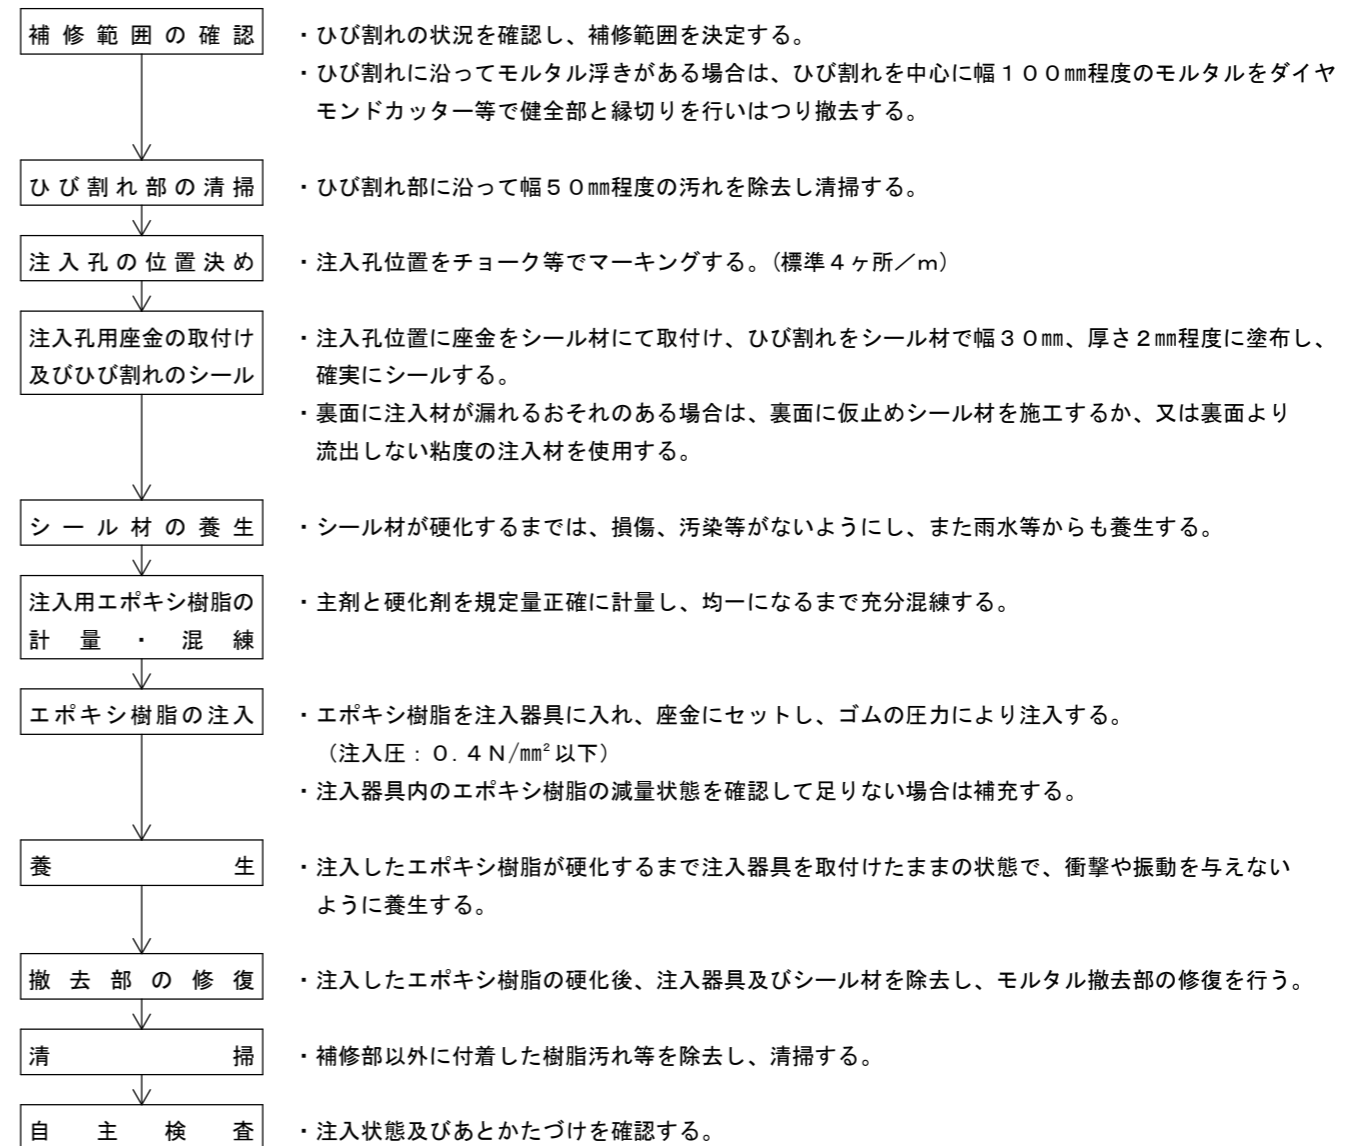 補修範囲の確認
・ひび割れの状況を確認し、補修範囲を決定する。
・ひび割れに沿ってモルタル浮きがある場合は、ひび割れを中心に幅１００㎜程度のモルタルをダイヤ
モンドカッター等で健全部と縁切りを行いはつり撤去する。
ひび割れ部の清掃
・ひび割れ部に沿って幅５０㎜程度の汚れを除去し清掃する。
注入孔の位置決め
・注入孔位置をチョーク等でマーキングする。（標準４ヶ所／ｍ）
注入孔用座金の取付け
及びひび割れのシール
・注入孔位置に座金をシール材にて取付け、ひび割れをシール材で幅３０㎜、厚さ２㎜程度に塗布し、
確実にシールする。
・裏面に注入材が漏れるおそれのある場合は、裏面に仮止めシール材を施工するか、又は裏面より
流出しない粘度の注入材を使用する。
シール材の養生
・シール材が硬化するまでは、損傷、汚染等がないようにし、また雨水等からも養生する。
注入用エポキシ樹脂の
計量・混練
・主剤と硬化剤を規定量正確に計量し、均一になるまで充分混練する。
エポキシ樹脂の注入
・エポキシ樹脂を注入器具に入れ、座金にセットし、ゴムの圧力により注入する。
（注入圧：０．４Ｎ/㎜²以下）
・注入器具内のエポキシ樹脂の減量状態を確認して足りない場合は補充する。
養生
・注入したエポキシ樹脂が硬化するまで注入器具を取付けたままの状態で、衝撃や振動を与えない
ように養生する。
撤去部の修復
・注入したエポキシ樹脂の硬化後、注入器具及びシール材を除去し、モルタル撤去部の修復を行う。
清掃
・補修部以外に付着した樹脂汚れ等を除去し、清掃する。
自主検査
・注入状態及びあとかたづけを確認する。